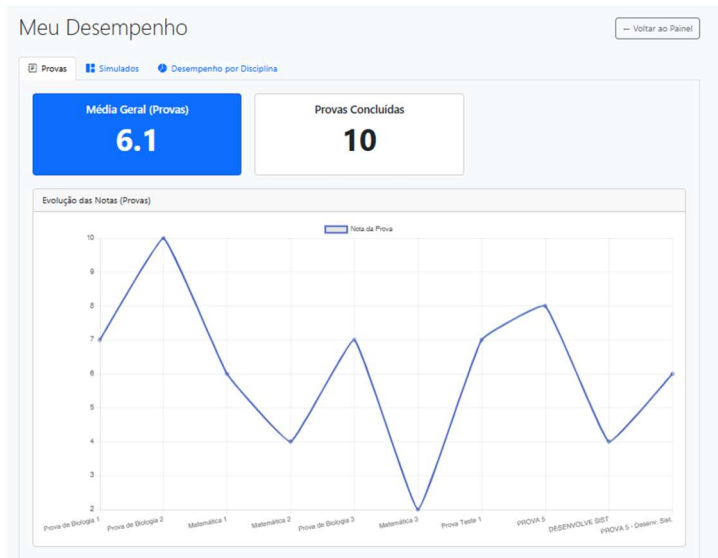 Meu Desempenho
← Voltar ao Painel
Provas
Simulados
Desempenho por Disciplina
Média Geral (Provas)
6.1
Provas Concluídas
10
Evolução das Notas (Provas)
Nota da Prova
10
9
8
7
6
5
4
3
2
Prova de Biologia 1
Prova de Biologia 2
Matemática 1
Matemática 2
Prova de Biologia 3
Matemática 3
Prova Teste 1
PROVA 5
DESENVOLVE SIST
PROVA 5 - Desenv. Sist.